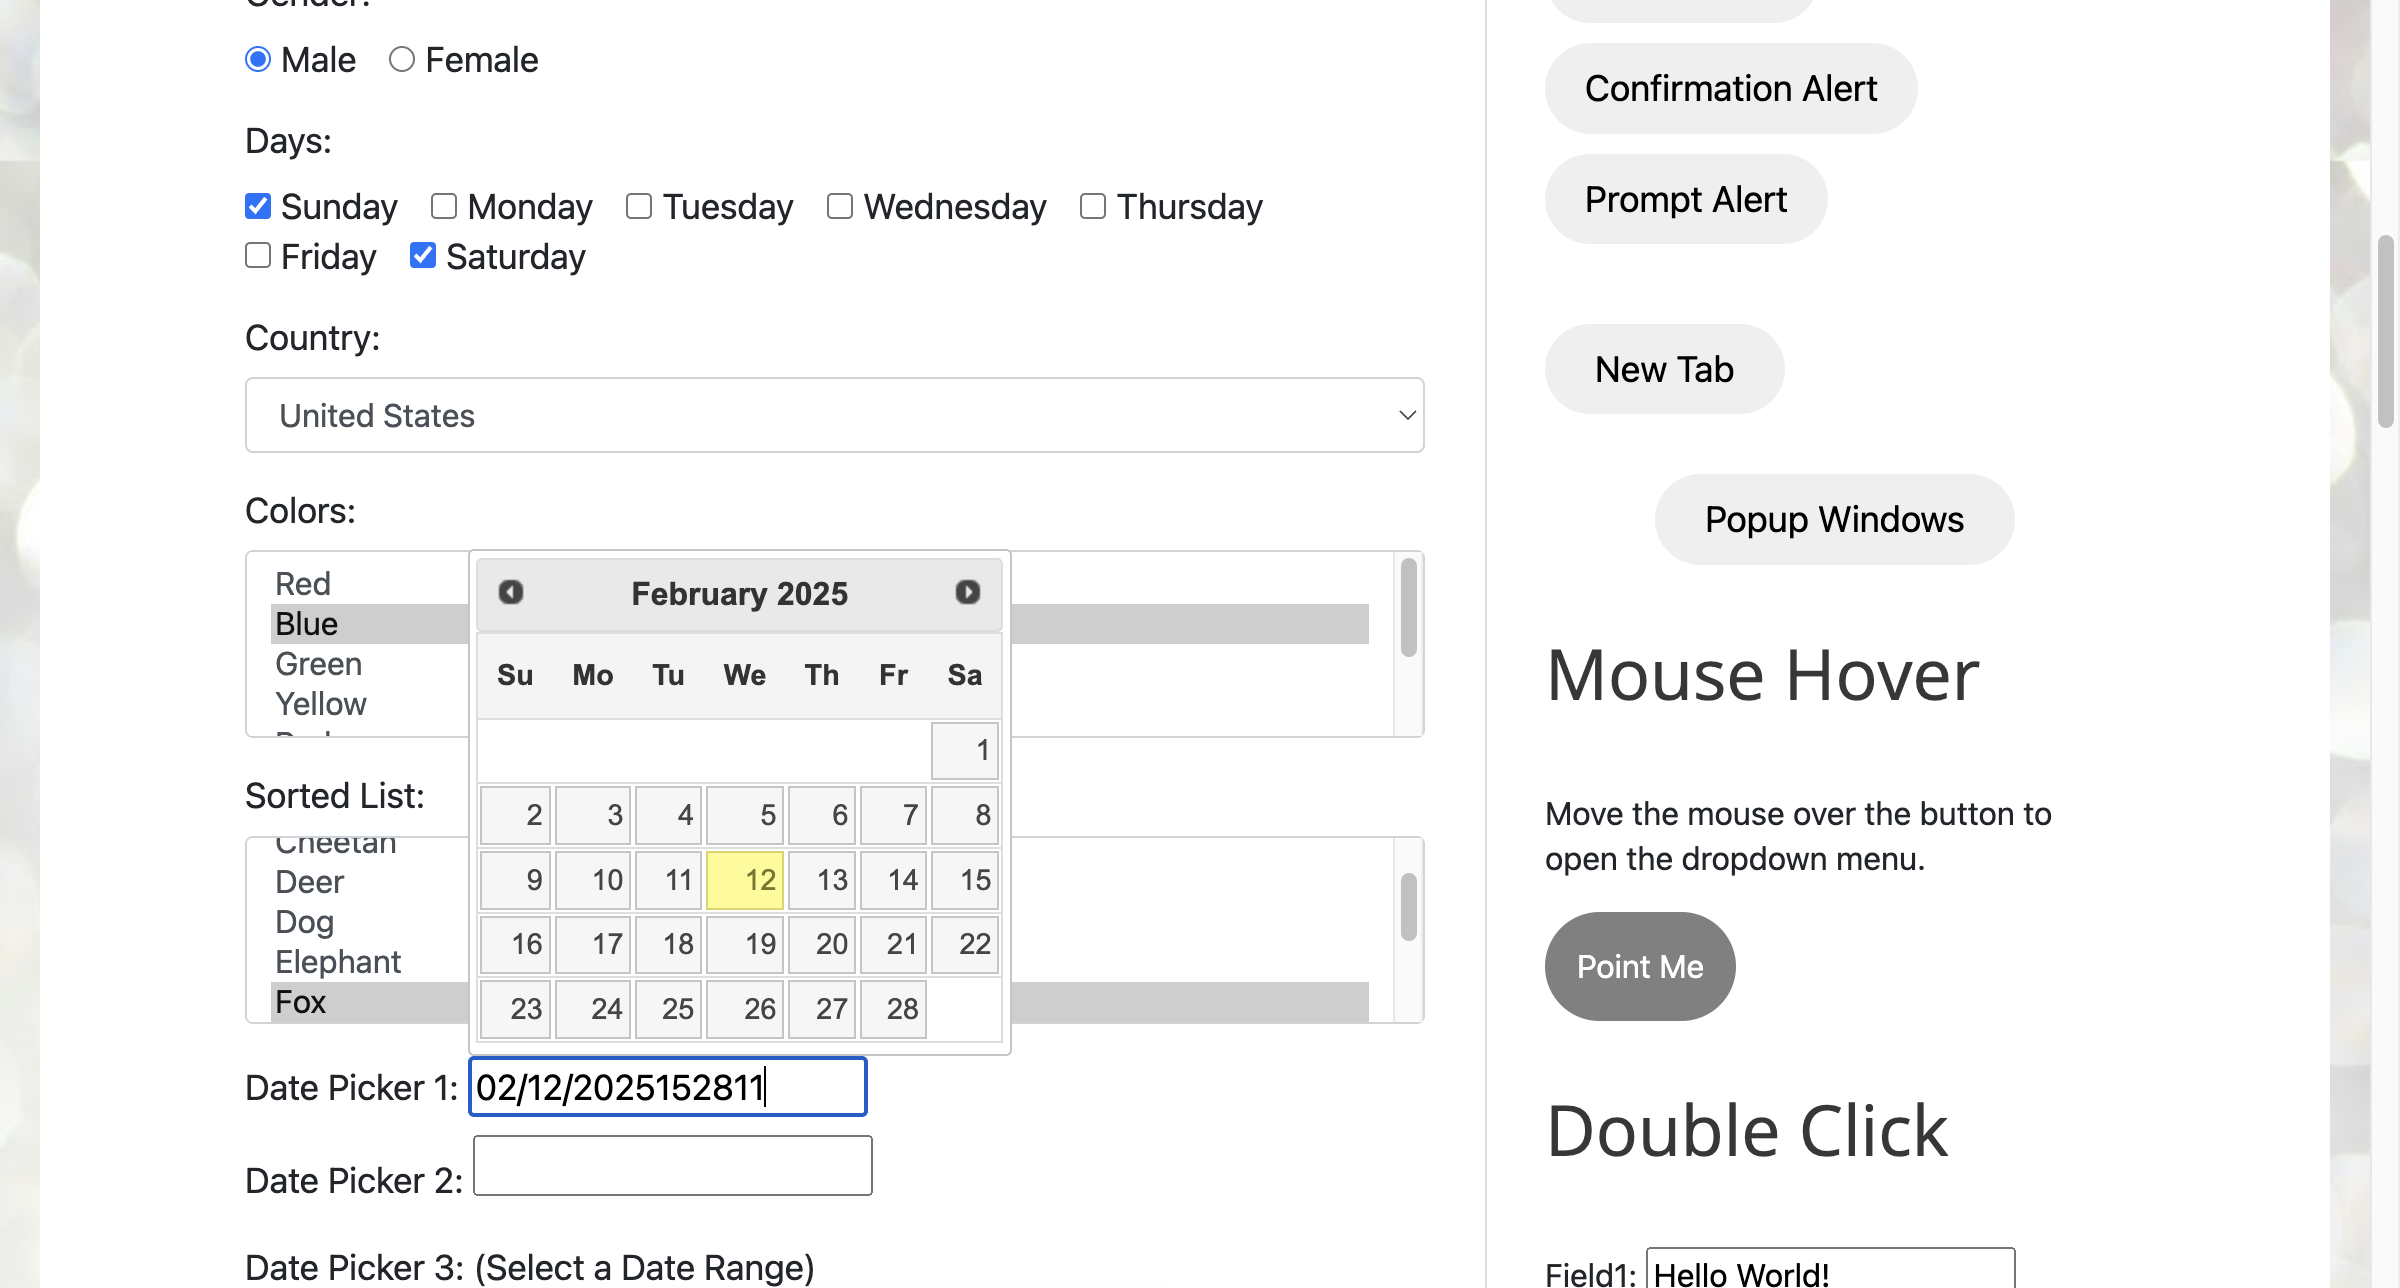 Gender:
Male Female
Days:
Sunday Monday Tuesday Wednesday Thursday
Friday Saturday
Country:
United States
Colors:
Red
Blue
Green
Yellow
February 2025
Su Mo Tu We Th Fr Sa
1
2 3 4 5 6 7 8
9 10 11 12 13 14 15
16 17 18 19 20 21 22
23 24 25 26 27 28
Sorted List:
Cheetah
Deer
Dog
Elephant
Fox
Date Picker 1: 02/12/2025152811
Date Picker 2:
Date Picker 3: (Select a Date Range)
Confirmation Alert
Prompt Alert
New Tab
Popup Windows
Mouse Hover
Move the mouse over the button to
open the dropdown menu.
Point Me
Double Click
Field1: Hello World!